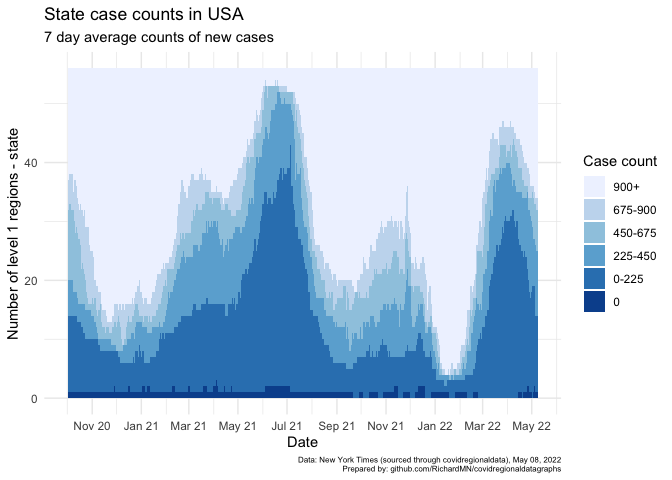 State case counts in USA
7 day average counts of new cases
Number of level 1 regions - state
40
20
0
Nov 20 Jan 21 Mar 21 May 21 Jul 21 Sep 21 Nov 21 Jan 22 Mar 22 May 22
Date
Case count
900+
675-900
450-675
225-450
0-225
0
Data: New York Times (sourced through covidregionaldata), May 08, 2022
Prepared by: github.com/RichardMN/covidregionaldatagraphs